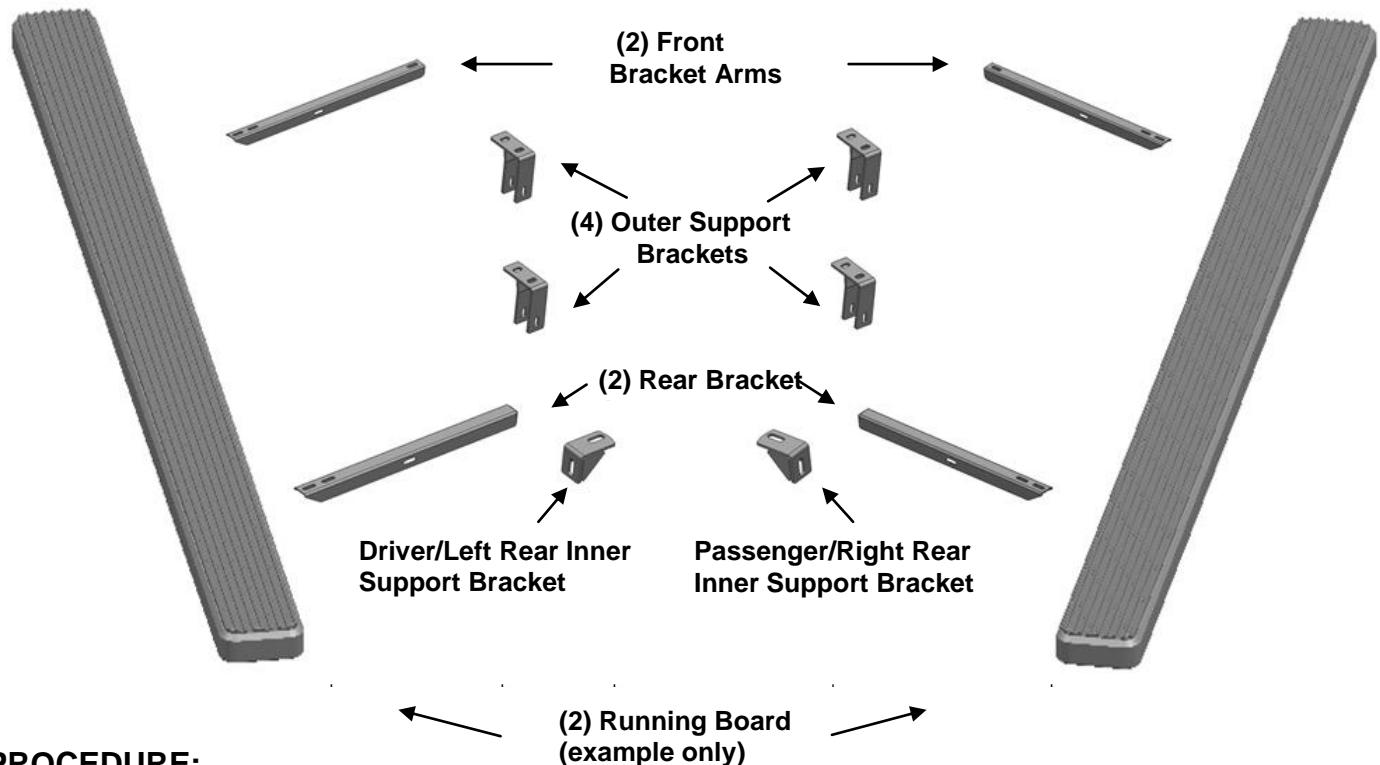 (2) Front
Bracket Arms
(4) Outer Support
Brackets
(2) Rear Bracket
Driver/Left Rear Inner
Support Bracket
Passenger/Right Rear
Inner Support Bracket
(2) Running Board
(example only)
PROCEDURE: